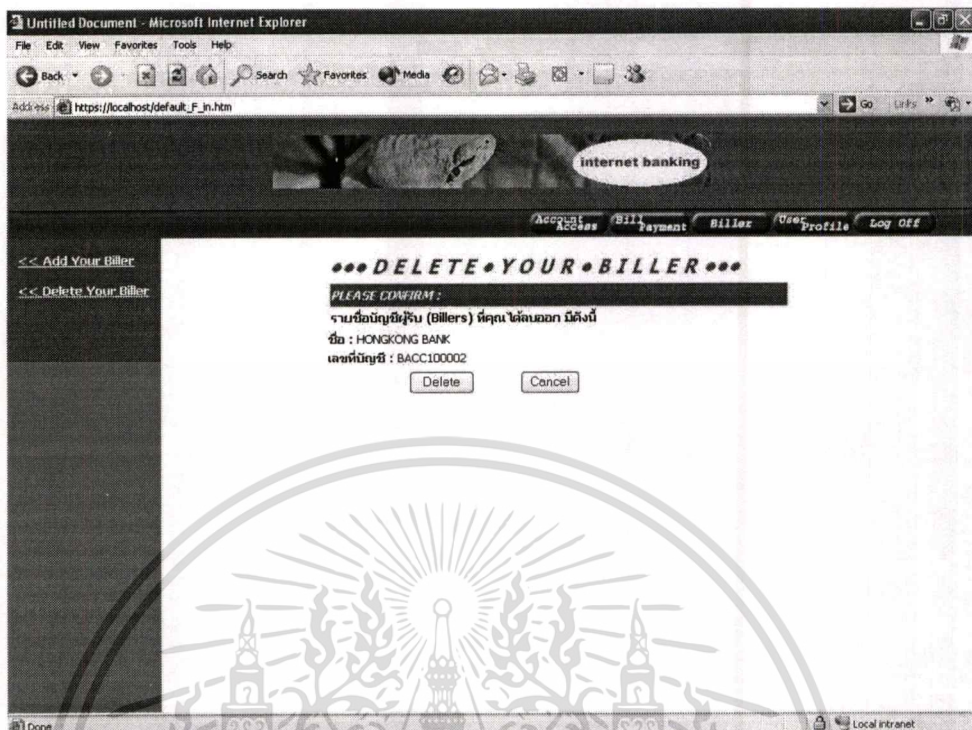 Untitled Document - Microsoft Internet Explorer
File Edit View Favorites Tools Help
Back Search Favorites Media
Address https://localhost/default_F_in.htm Go Links »
internet banking
Account Access Bill Payment Biller User Profile Log Off
<< Add Your Biller
<< Delete Your Biller
●●● DELETE●YOUR●BILLER ●●●
PLEASE CONFIRM :
รายชื่อบัญชีผู้รับ (Billers) ที่คุณได้ลบออก มีดังนี้
ชื่อ : HONGKONG BANK
เลขที่บัญชี : BACC100002
Delete Cancel
Done Local intranet